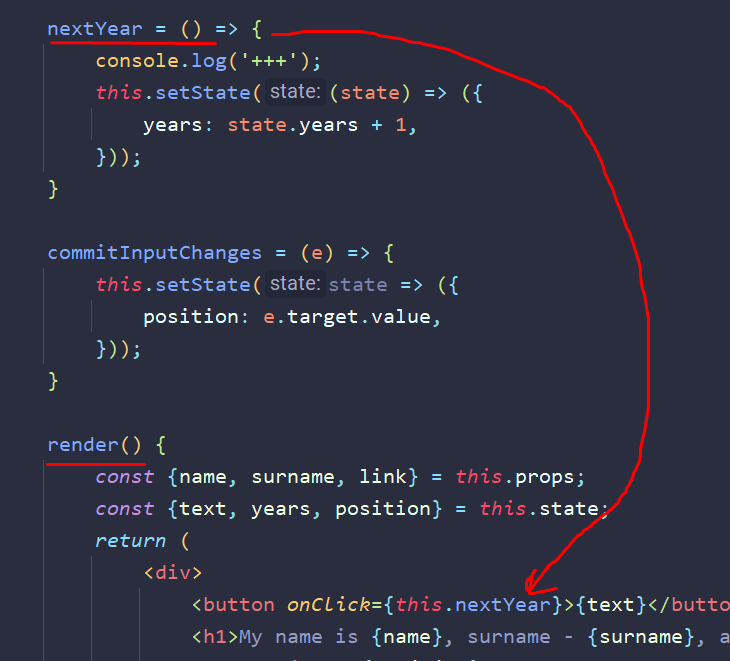 nextYear = () => {
console.log('+++');
this.setState( state: (state) => ({
years: state.years + 1,
}));
}
commitInputChanges = (e) => {
this.setState( state: state => ({
position: e.target.value,
}));
}
render() {
const {name, surname, link} = this.props;
const {text, years, position} = this.state;
return (
<div>
<button onClick={this.nextYear}>{text}</butto
<h1>My name is {name}, surname - {surname}, a